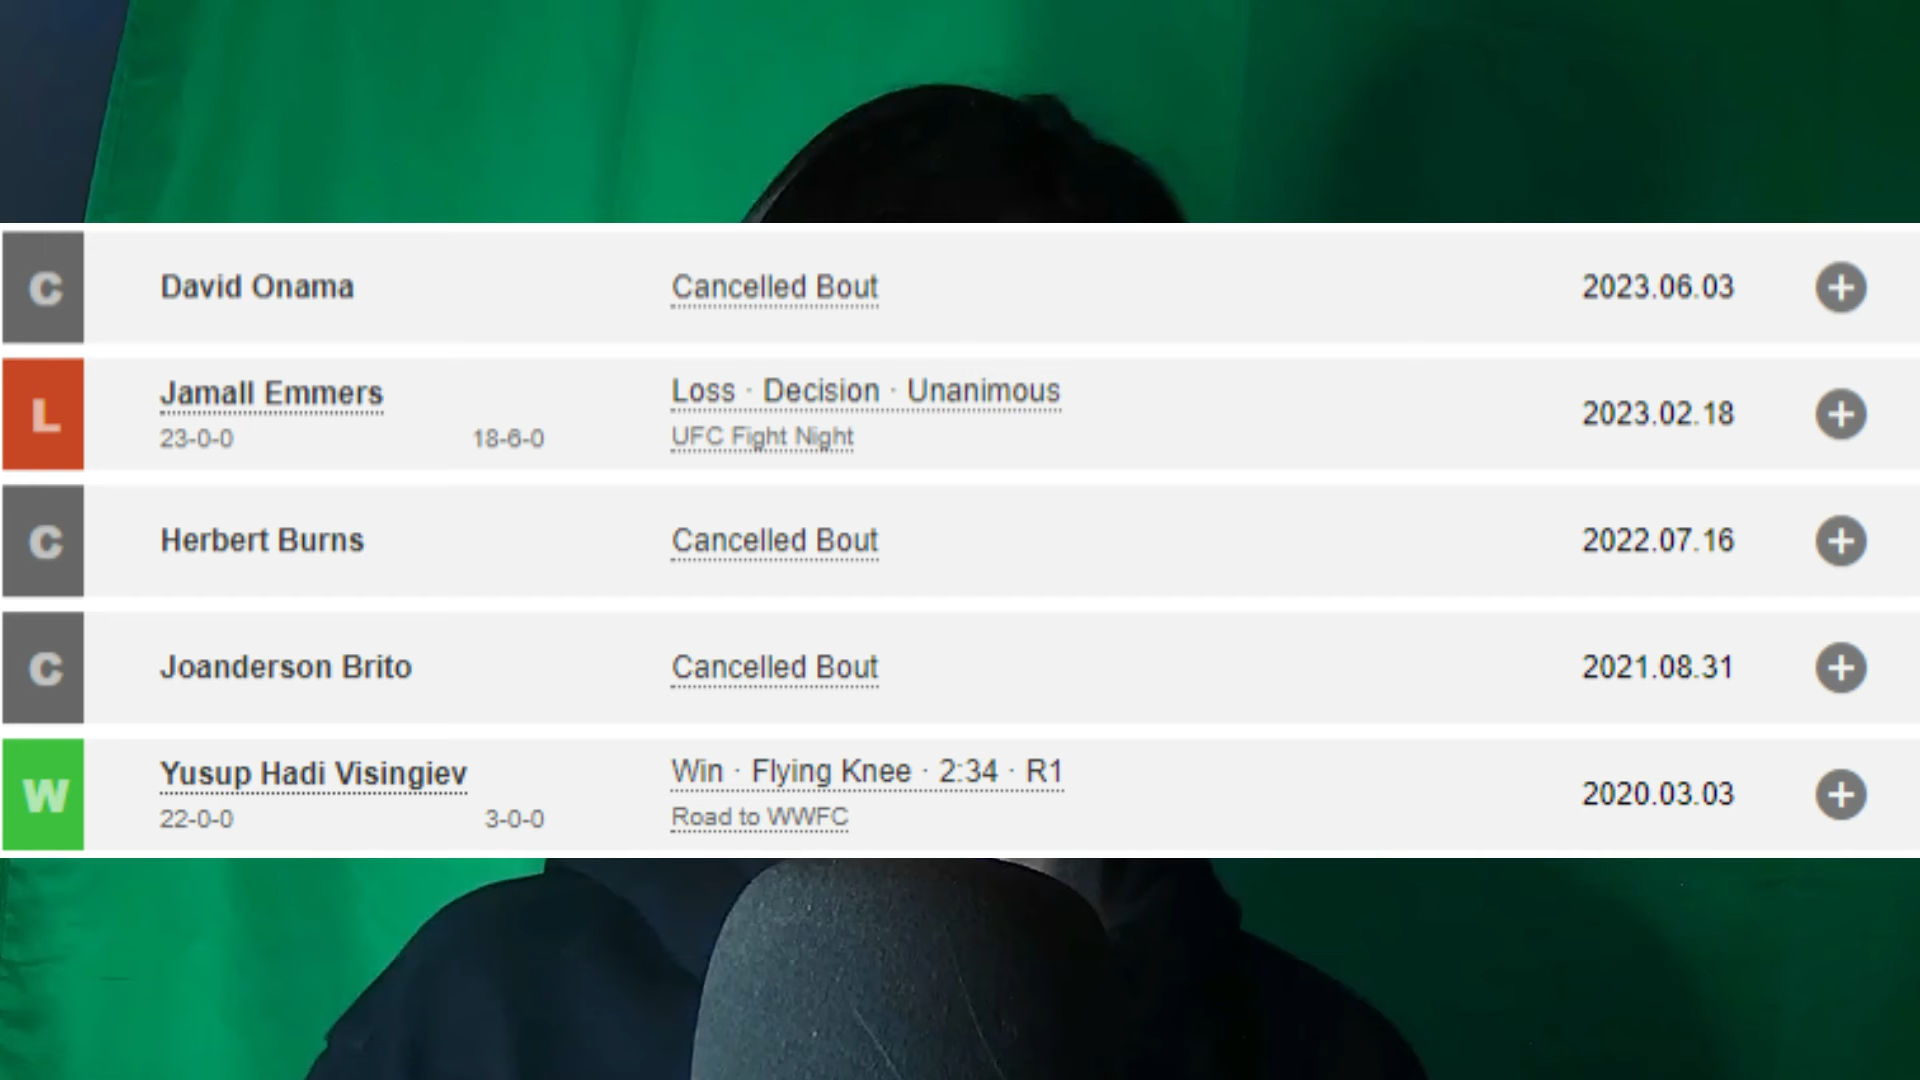 C David Onama Cancelled Bout 2023.06.03
L Jamall Emmers Loss · Decision · Unanimous 2023.02.18
23-0-0 18-6-0 UFC Fight Night
C Herbert Burns Cancelled Bout 2022.07.16
C Joanderson Brito Cancelled Bout 2021.08.31
W Yusup Hadi Visingiev Win · Flying Knee · 2:34 · R1 2020.03.03
22-0-0 3-0-0 Road to WWFC